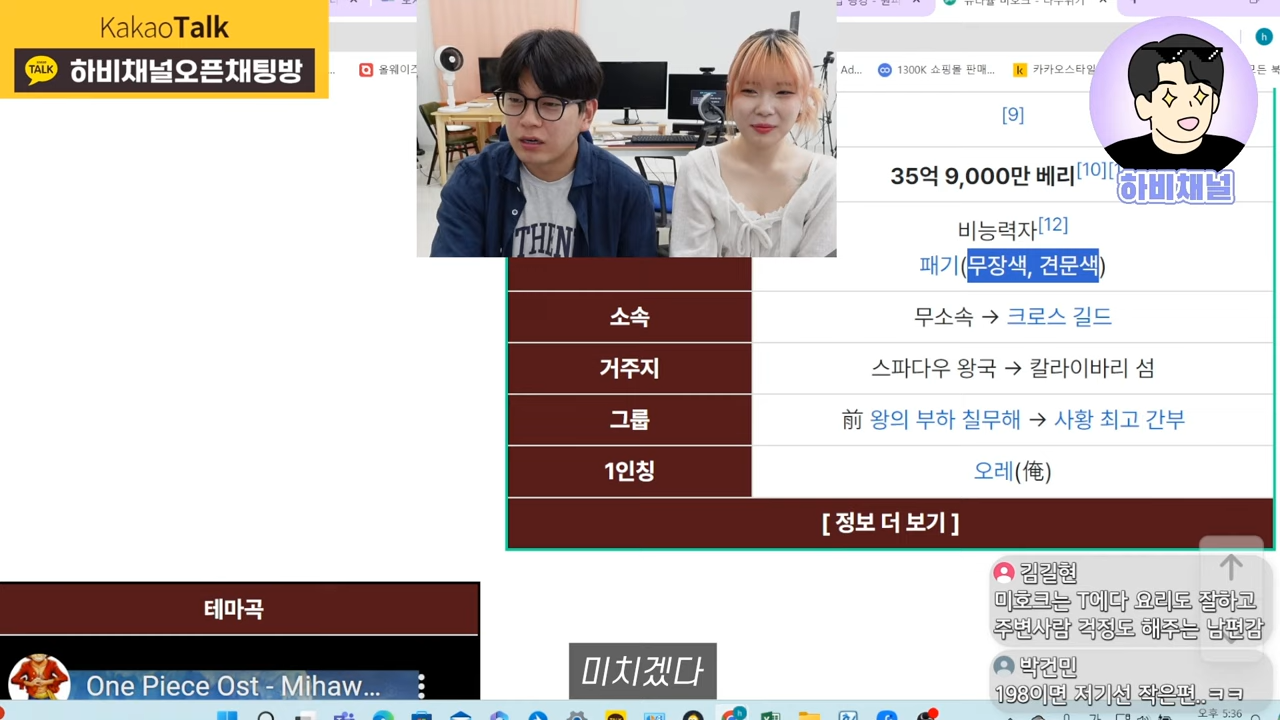 KakaoTalk
TALK 하비채널오픈채팅방
올웨이즈
Ad...
1300K 쇼핑몰 판매...
카카오스타일
h
[9]
35억 9,000만 베리[10]
하비채널
비능력자[12]
패기(무장색, 견문색)
THEN
소속
무소속 → 크로스 길드
거주지
스파다우 왕국 → 칼라이바리 섬
그룹
前 왕의 부하 칠무해 → 사황 최고 간부
1인칭
오레(俺)
[ 정보 더 보기 ]
테마곡
One Piece Ost - Mihaw...
미치겠다
김길현
미호크는 T에다 요리도 잘하고
주변사람 걱정도 해주는 남편감
박건민
198이면 저기선 작은편..ㅋㅋ
오후 5:36